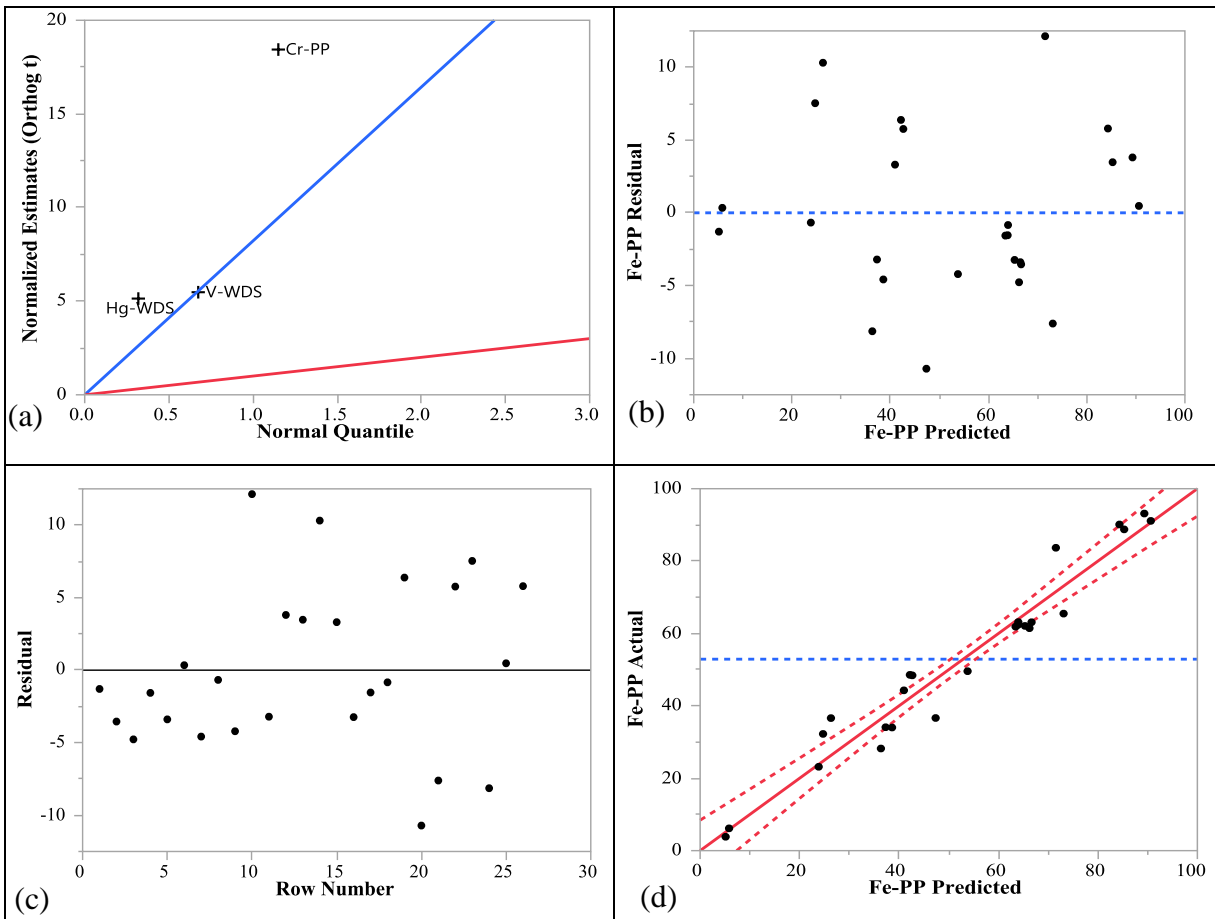 Normalized Estimates (Orthog t)
20
15
10
5
0
Cr-PP
V-WDS
Hg-WDS
0.0 0.5 1.0 1.5 2.0 2.5 3.0
Normal Quantile
(a)
Fe-PP Residual
10
5
0
-5
-10
0 20 40 60 80 100
Fe-PP Predicted
(b)
Residual
10
5
0
-5
-10
0 5 10 15 20 25 30
Row Number
(c)
Fe-PP Actual
100
80
60
40
20
0
0 20 40 60 80 100
Fe-PP Predicted
(d)